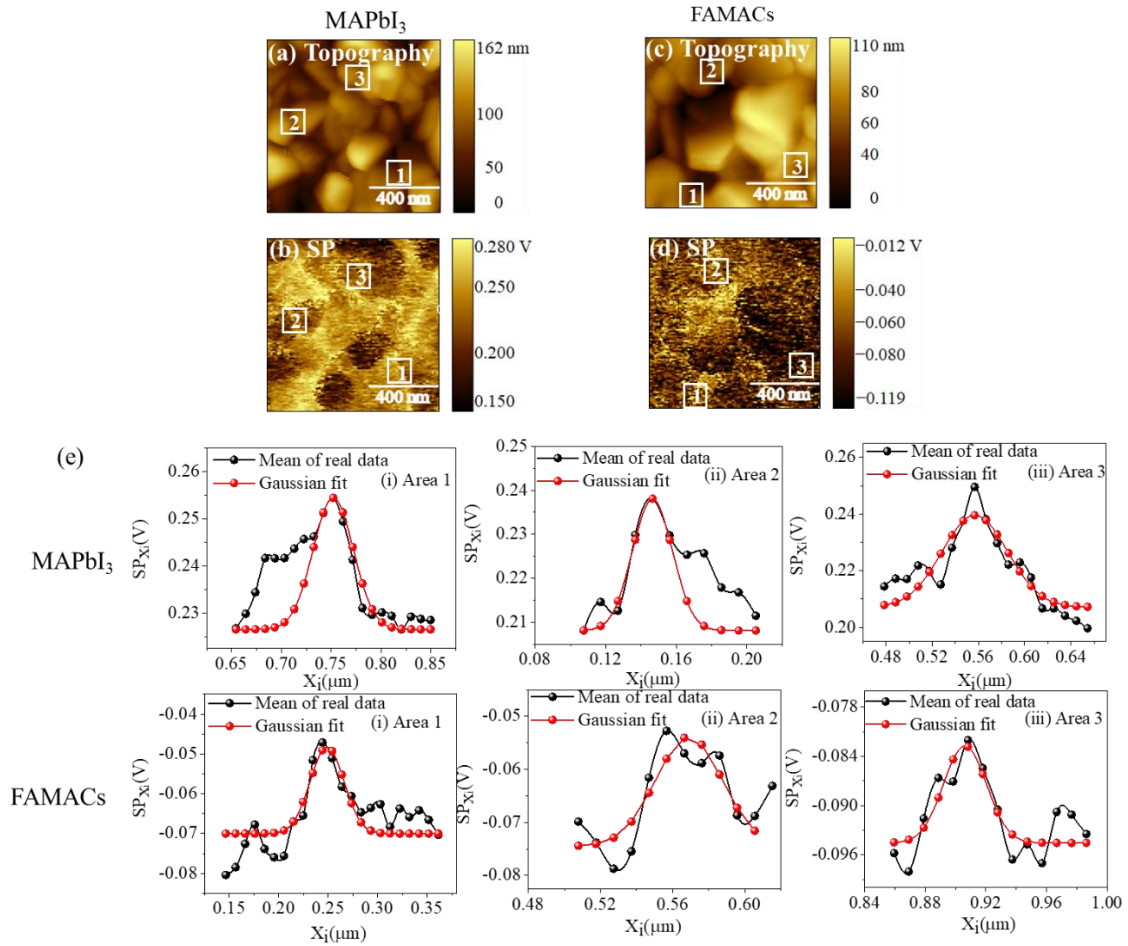 MAPbI3
FAMACs
(a) Topography
3
2
1
400 nm
162 nm
100
50
0
(c) Topography
2
3
1
400 nm
110 nm
80
60
40
0
(b) SP
3
2
1
400 nm
0.280 V
0.250
0.200
0.150
(d) SP
2
3
1
400 nm
−0.012 V
−0.040
−0.060
−0.080
−0.119
(e)
MAPbI3
Mean of real data
Gaussian fit
(i) Area 1
SPXi(V)
0.26
0.25
0.24
0.23
0.65 0.70 0.75 0.80 0.85
Xi(μm)
Mean of real data
Gaussian fit
(ii) Area 2
SPXi(V)
0.25
0.24
0.23
0.22
0.21
0.08 0.12 0.16 0.20
Xi(μm)
Mean of real data
Gaussian fit
(iii) Area 3
SPXi(V)
0.26
0.24
0.22
0.20
0.48 0.52 0.56 0.60 0.64
Xi(μm)
FAMACs
Mean of real data
Gaussian fit
(i) Area 1
SPXi(V)
-0.04
-0.05
-0.06
-0.07
-0.08
0.15 0.20 0.25 0.30 0.35
Xi(μm)
Mean of real data
Gaussian fit
(ii) Area 2
SPXi(V)
-0.05
-0.06
-0.07
-0.08
0.52 0.56 0.60
Xi(μm)
Mean of real data
Gaussian fit
(iii) Area 3
SPXi(V)
-0.078
-0.084
-0.090
-0.096
0.84 0.88 0.92 0.96 1.00
Xi(μm)